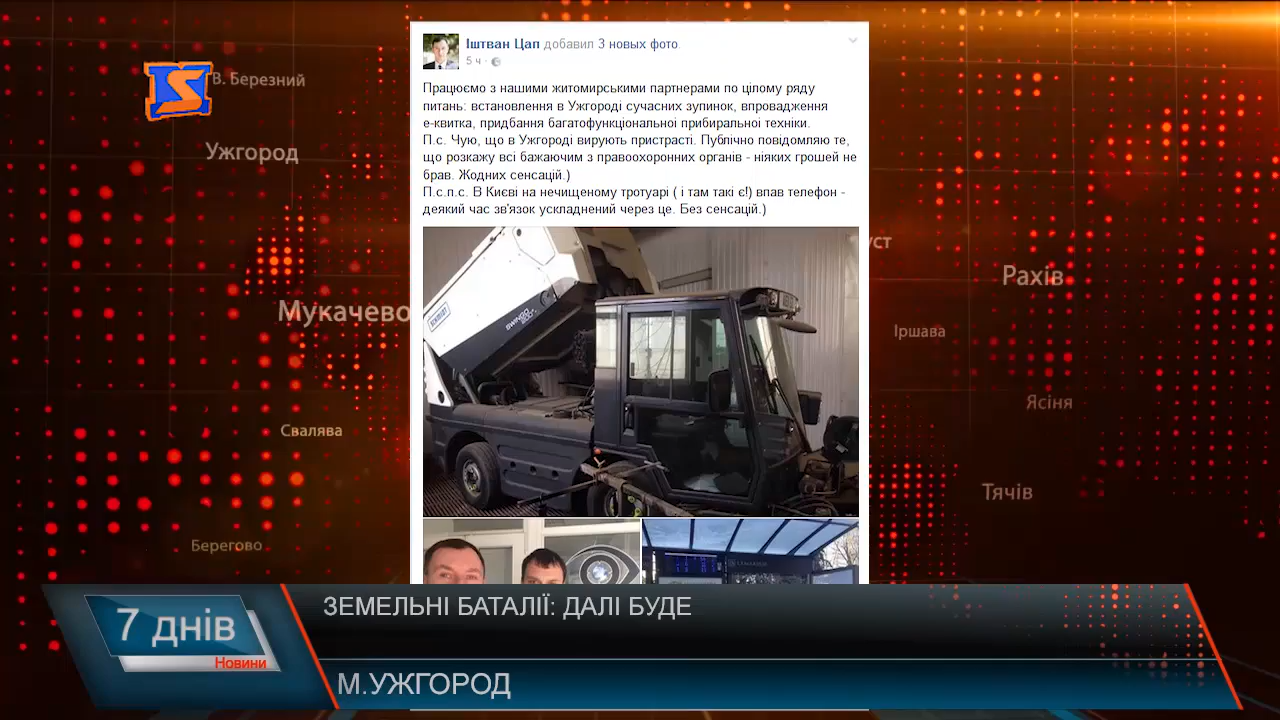 Іштван Цап добавил 3 новых фото.
5 ч ·
Працюємо з нашими житомирськими партнерами по цілому ряду
питань: встановлення в Ужгороді сучасних зупинок, впровадження
е-квитка, придбання багатофункціональної прибиральної техніки.
П.с. Чую, що в Ужгороді вирують пристрасті. Публічно повідомляю те,
що розкажу всі бажаючим з правоохоронних органів - ніяких грошей не
брав. Жодних сенсацій.)
П.с.п.с. В Києві на нечищеному тротуарі ( і там такі є!) впав телефон -
деякий час зв'язок ускладнений через це. Без сенсацій.)
В. Березний
Ужгород
Мукачево
Свалява
Берегово
уст
Рахів
Іршава
Ясіня
Тячів
SCHMIDT
SWINGO
7 днів
Новини
ЗЕМЕЛЬНІ БАТАЛІЇ: ДАЛІ БУДЕ
М.УЖГОРОД